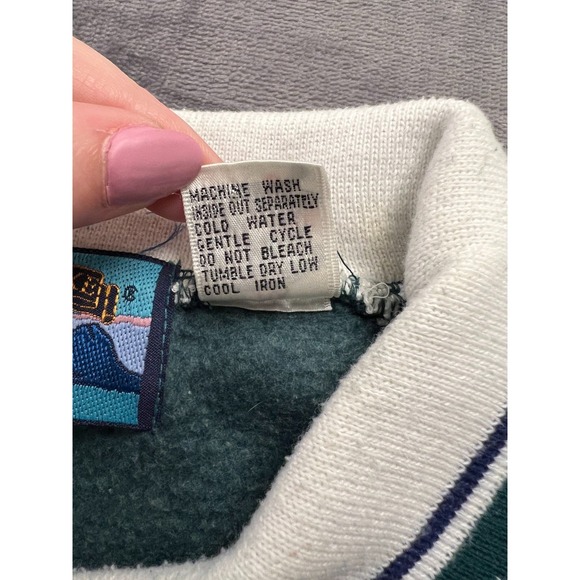 MACHINE WASH
INSIDE OUT SEPARATELY
COLD WATER
GENTLE CYCLE
DO NOT BLEACH
TUMBLE DRY LOW
COOL IRON
®